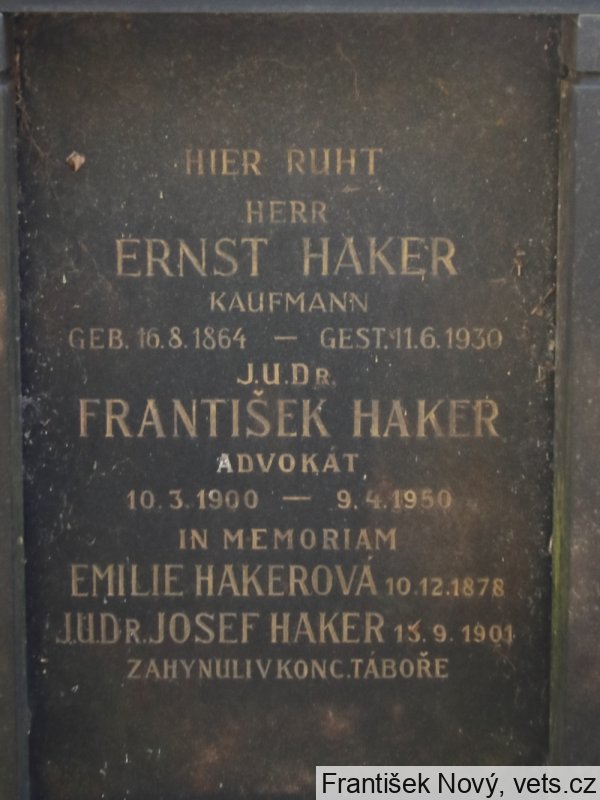 HIER RUHT
HERR
ERNST HAKER
KAUFMANN
GEB. 16.8.1864 — GEST. 11.6.1930
J.U.DR.
FRANTIŠEK HAKER
ADVOKÁT
10.3.1900 — 9.4.1950
IN MEMORIAM
EMILIE HAKEROVÁ 10.12.1878
J.U.DR. JOSEF HAKER 13.9.1901
ZAHYNULI V KONC. TÁBOŘE
František Nový, vets.cz